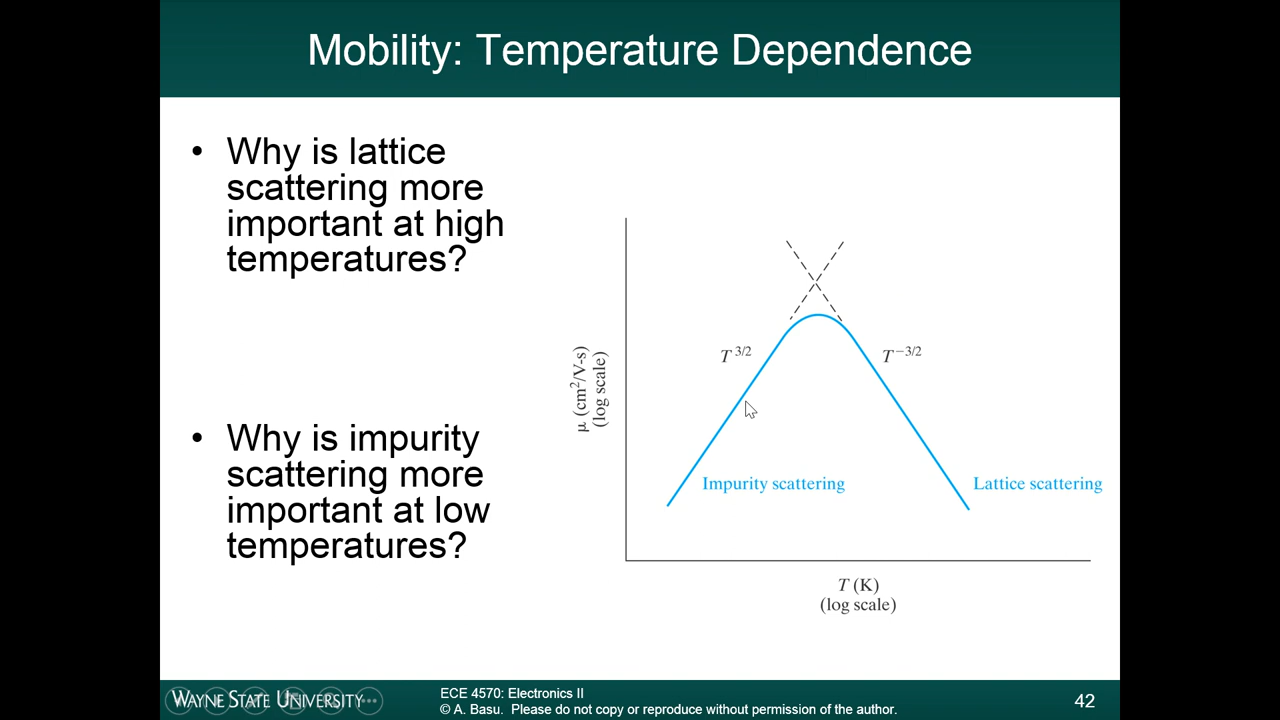 Mobility: Temperature Dependence
• Why is lattice
scattering more
important at high
temperatures?
• Why is impurity
scattering more
important at low
temperatures?
μ (cm²/V-s)
(log scale)
T ³/²
T ⁻³/²
Impurity scattering
Lattice scattering
T (K)
(log scale)
WAYNE STATE UNIVERSITY
ECE 4570: Electronics II
© A. Basu. Please do not copy or reproduce without permission of the author.
42